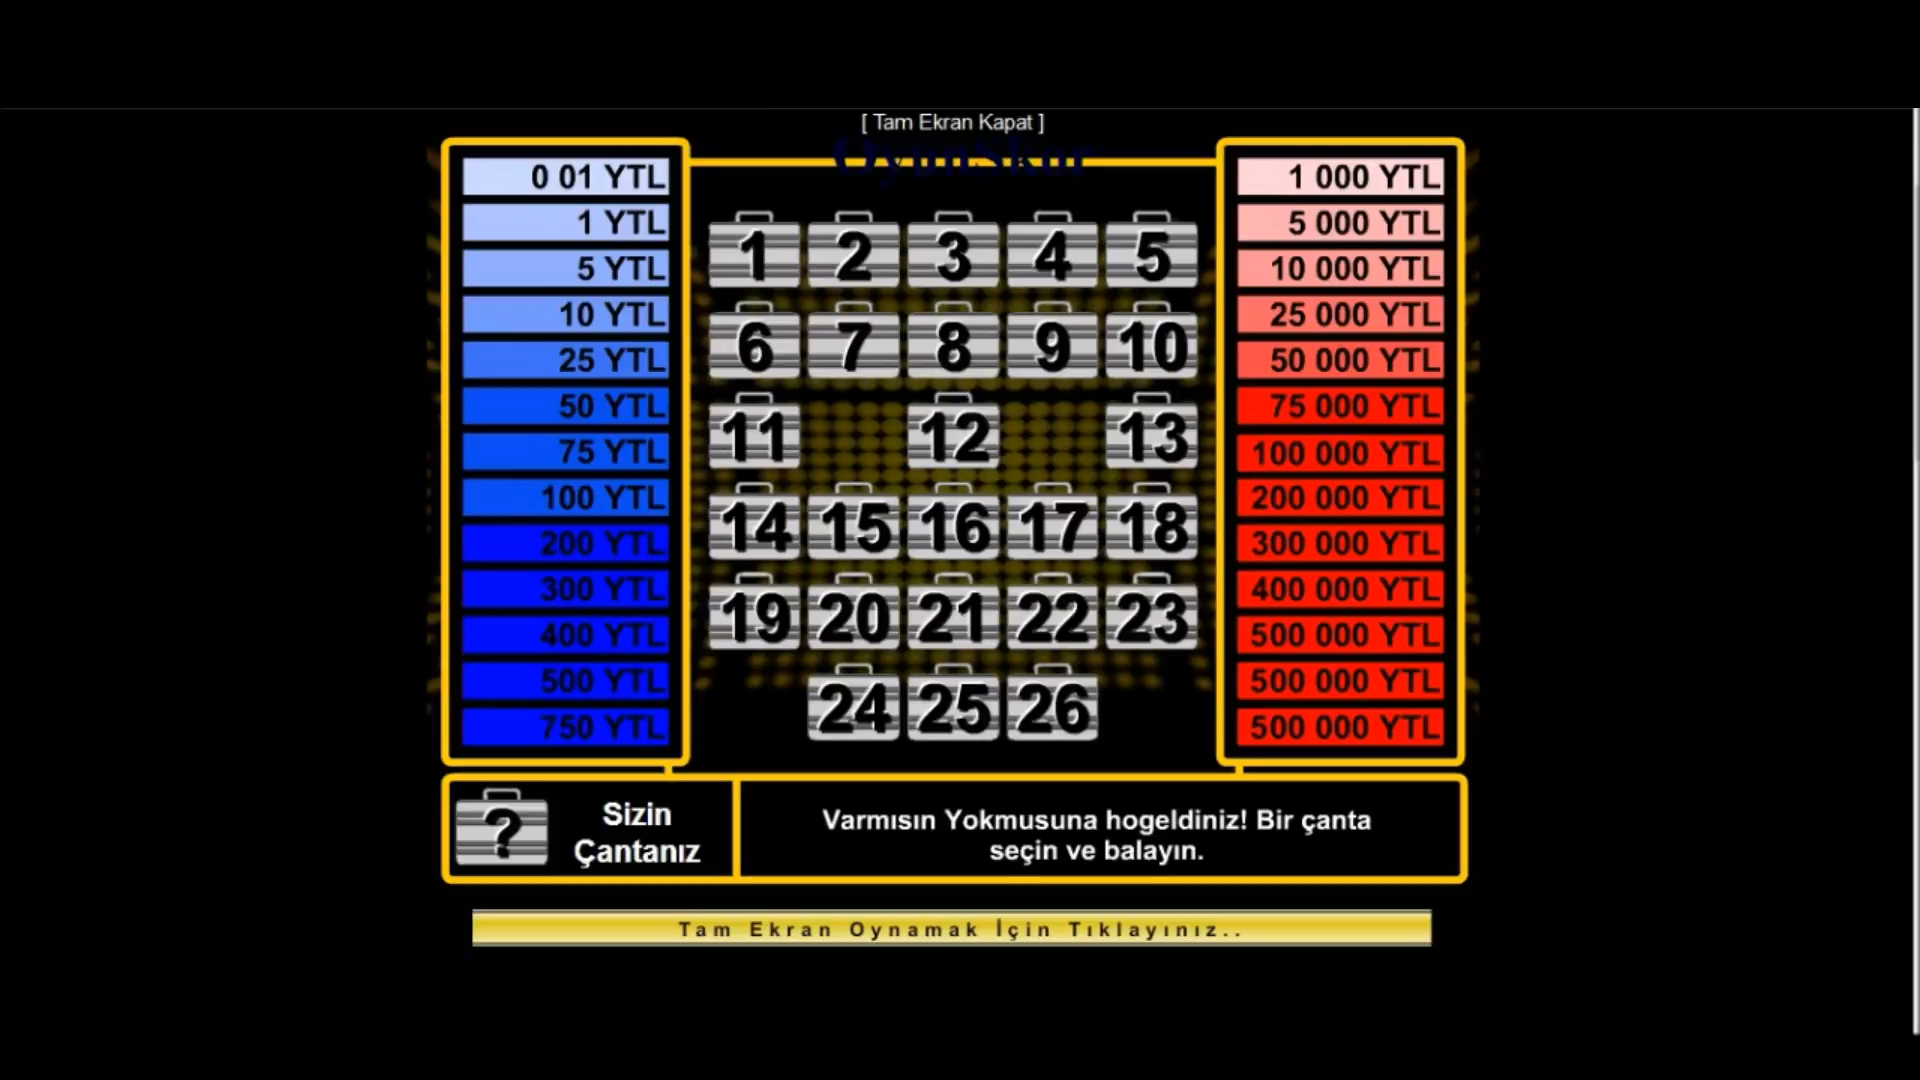 [ Tam Ekran Kapat ]
OyunSkor
0 01 YTL
1 YTL
5 YTL
10 YTL
25 YTL
50 YTL
75 YTL
100 YTL
200 YTL
300 YTL
400 YTL
500 YTL
750 YTL
1 2 3 4 5
6 7 8 9 10
11 12 13
14 15 16 17 18
19 20 21 22 23
24 25 26
1 000 YTL
5 000 YTL
10 000 YTL
25 000 YTL
50 000 YTL
75 000 YTL
100 000 YTL
200 000 YTL
300 000 YTL
400 000 YTL
500 000 YTL
500 000 YTL
500 000 YTL
?
Sizin
Çantanız
Varmısın Yokmusuna hogeldiniz! Bir çanta
seçin ve balayın.
Tam Ekran Oynamak İçin Tıklayınız..